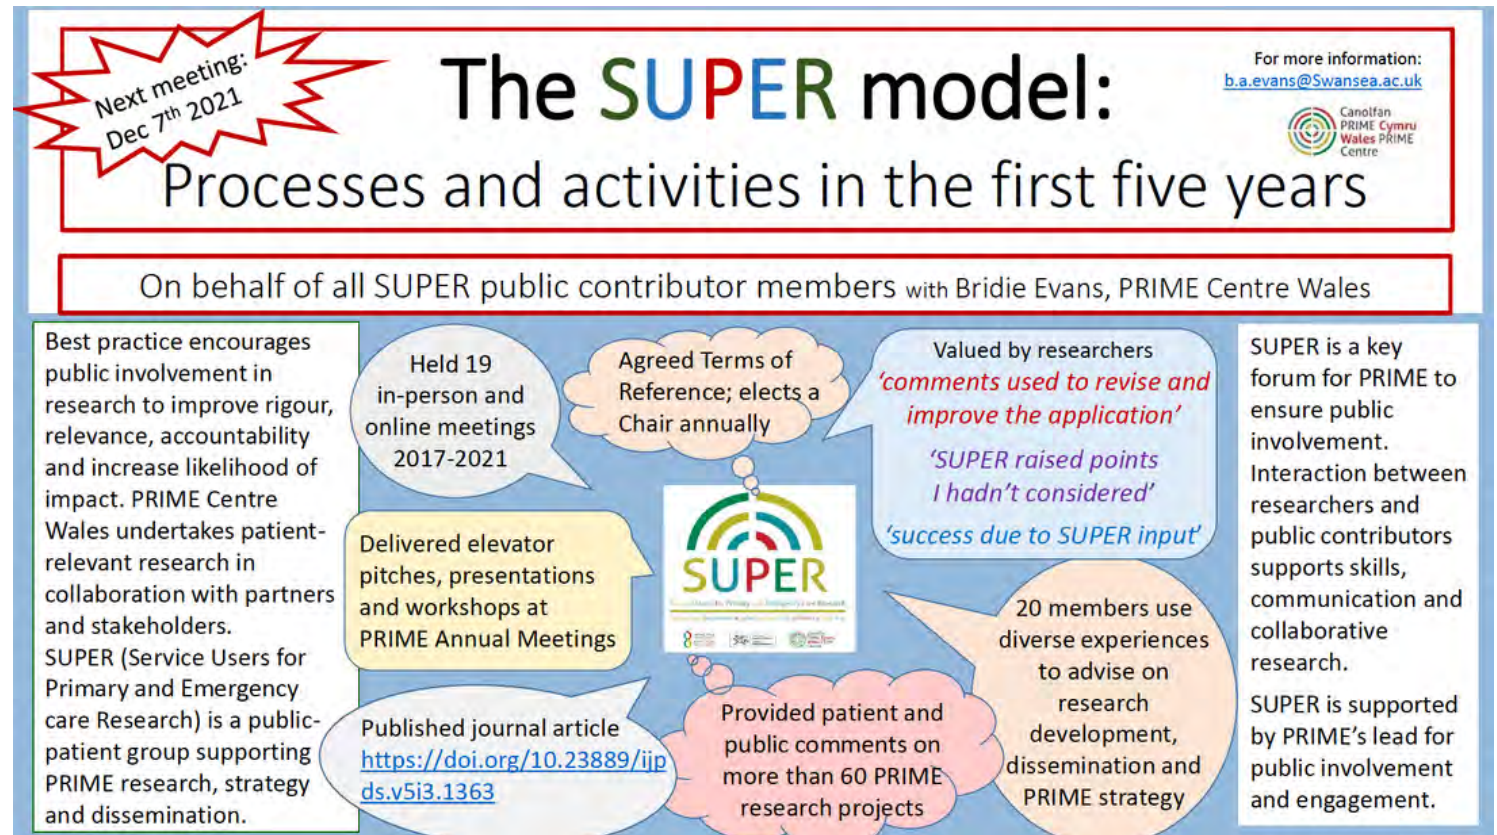 Next meeting:
Dec 7th 2021
The SUPER model:
Processes and activities in the first five years
For more information:
b.a.evans@Swansea.ac.uk
Canolfan
PRIME Cymru
Wales PRIME
Centre
On behalf of all SUPER public contributor members with Bridie Evans, PRIME Centre Wales
Best practice encourages
public involvement in
research to improve rigour,
relevance, accountability
and increase likelihood of
impact. PRIME Centre
Wales undertakes patient-
relevant research in
collaboration with partners
and stakeholders.
SUPER (Service Users for
Primary and Emergency
care Research) is a public-
patient group supporting
PRIME research, strategy
and dissemination.
Held 19
in-person and
online meetings
2017-2021
Agreed Terms of
Reference; elects a
Chair annually
Valued by researchers
‘comments used to revise and
improve the application’
‘SUPER raised points
I hadn’t considered’
‘success due to SUPER input’
Delivered elevator
pitches, presentations
and workshops at
PRIME Annual Meetings
SUPER
20 members use
diverse experiences
to advise on
research
development,
dissemination and
PRIME strategy
Published journal article
https://doi.org/10.23889/ijp
ds.v5i3.1363
Provided patient and
public comments on
more than 60 PRIME
research projects
SUPER is a key
forum for PRIME to
ensure public
involvement.
Interaction between
researchers and
public contributors
supports skills,
communication and
collaborative
research.
SUPER is supported
by PRIME’s lead for
public involvement
and engagement.